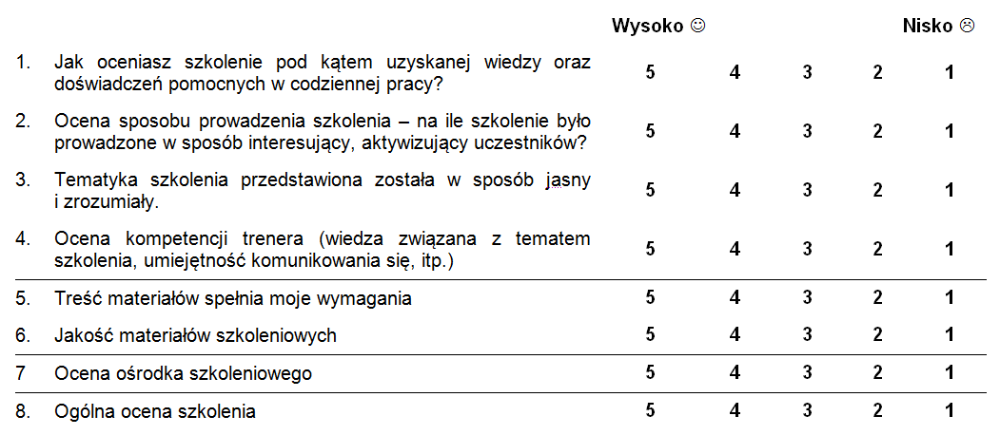 Wysoko ☺ Nisko ☹
1. Jak oceniasz szkolenie pod kątem uzyskanej wiedzy oraz
doświadczeń pomocnych w codziennej pracy? 5 4 3 2 1
2. Ocena sposobu prowadzenia szkolenia – na ile szkolenie było
prowadzone w sposób interesujący, aktywizujący uczestników? 5 4 3 2 1
3. Tematyka szkolenia przedstawiona została w sposób jasny
i zrozumiały. 5 4 3 2 1
4. Ocena kompetencji trenera (wiedza związana z tematem
szkolenia, umiejętność komunikowania się, itp.) 5 4 3 2 1
5. Treść materiałów spełnia moje wymagania 5 4 3 2 1
6. Jakość materiałów szkoleniowych 5 4 3 2 1
7 Ocena ośrodka szkoleniowego 5 4 3 2 1
8. Ogólna ocena szkolenia 5 4 3 2 1